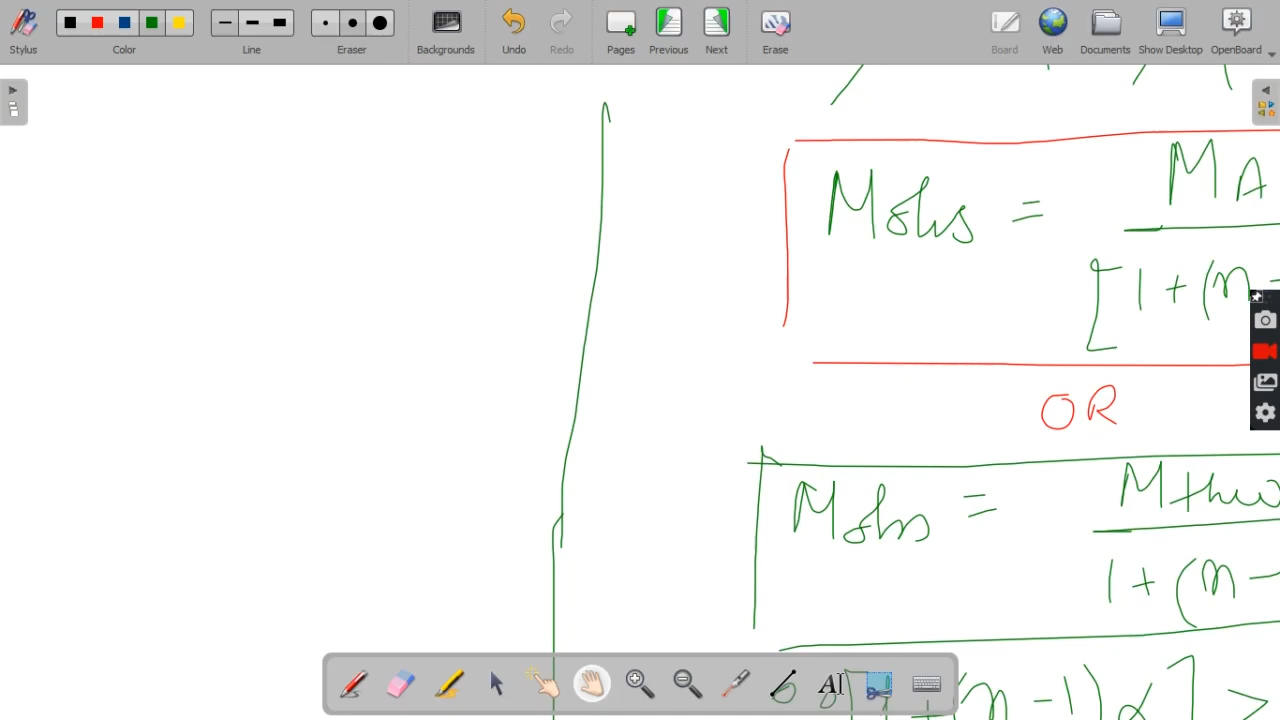 Stylus Color Line Eraser Backgrounds Undo Redo Pages Previous Next Erase Board Web Documents Show Desktop OpenBoard
Mobs = MA
[1 + (n -
OR
Mobs = Mtheo
1 + (n -
+ (n - 1) α] >